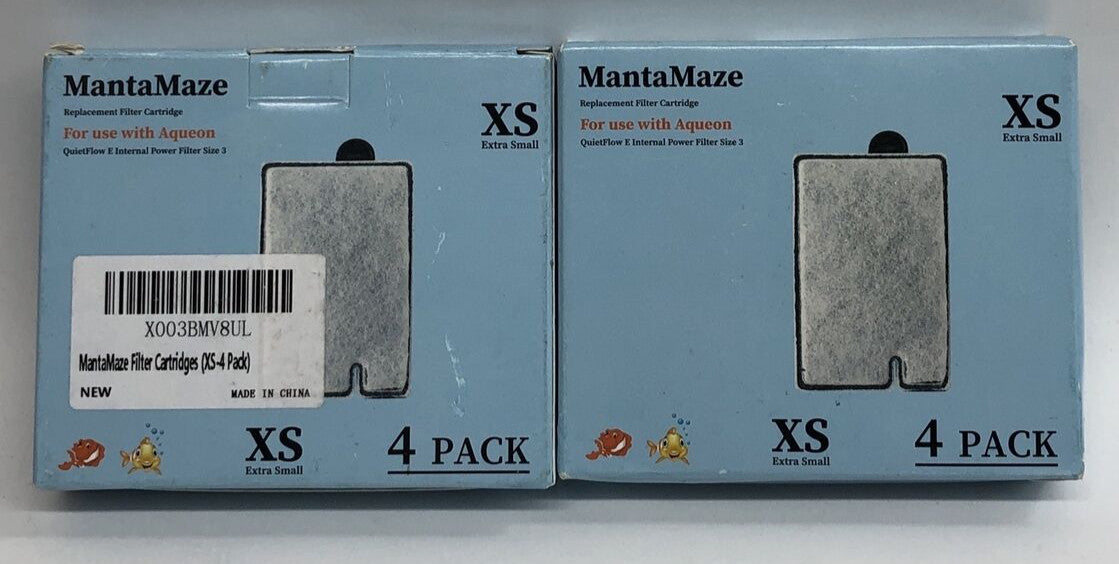 MantaMaze
Replacement Filter Cartridge
For use with Aqueon
QuietFlow E Internal Power Filter Size 3
XS
Extra Small
X003BMV8UL
MantaMaze Filter Cartridges (XS-4 Pack)
NEW
MADE IN CHINA
XS
Extra Small
4 PACK
MantaMaze
Replacement Filter Cartridge
For use with Aqueon
QuietFlow E Internal Power Filter Size 3
XS
Extra Small
XS
Extra Small
4 PACK